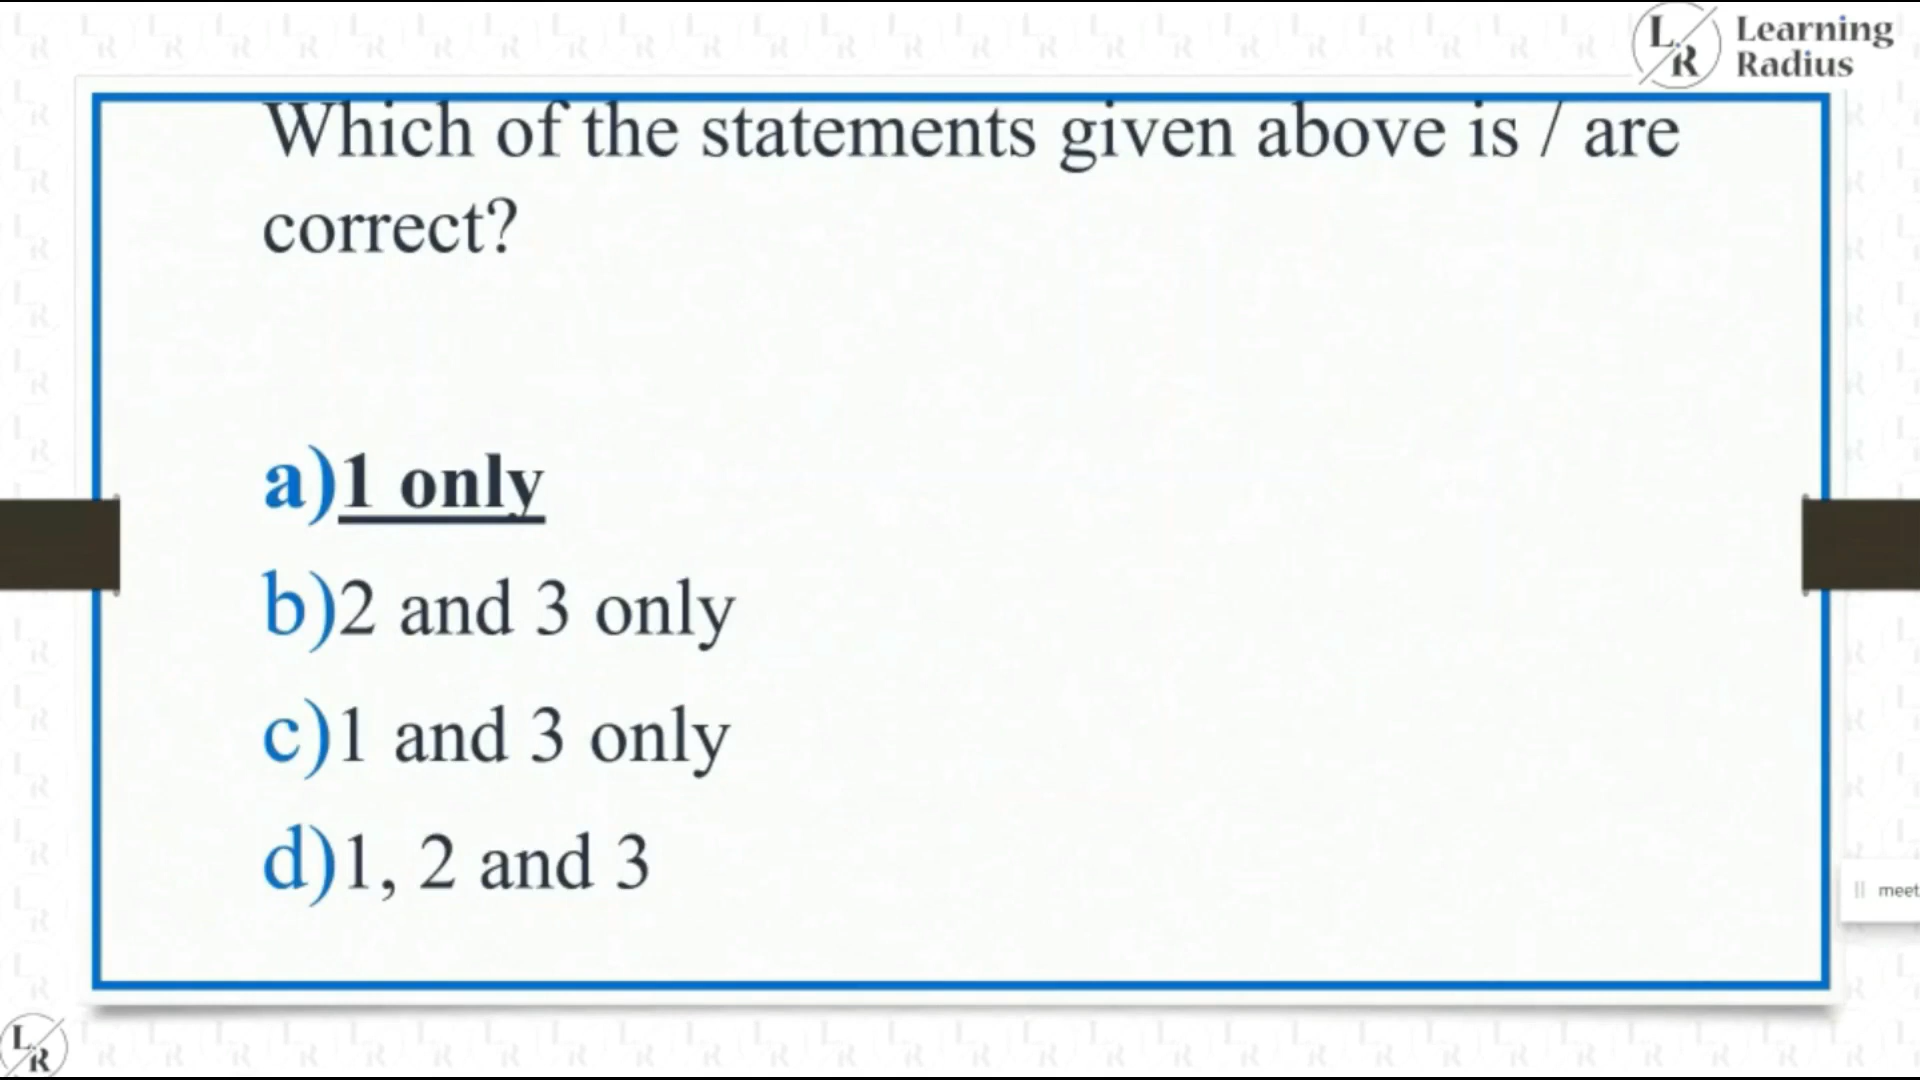 L
R
Learning
Radius
Which of the statements given above is / are
correct?
a)1 only
b)2 and 3 only
c)1 and 3 only
d)1, 2 and 3
|| meet
L
R